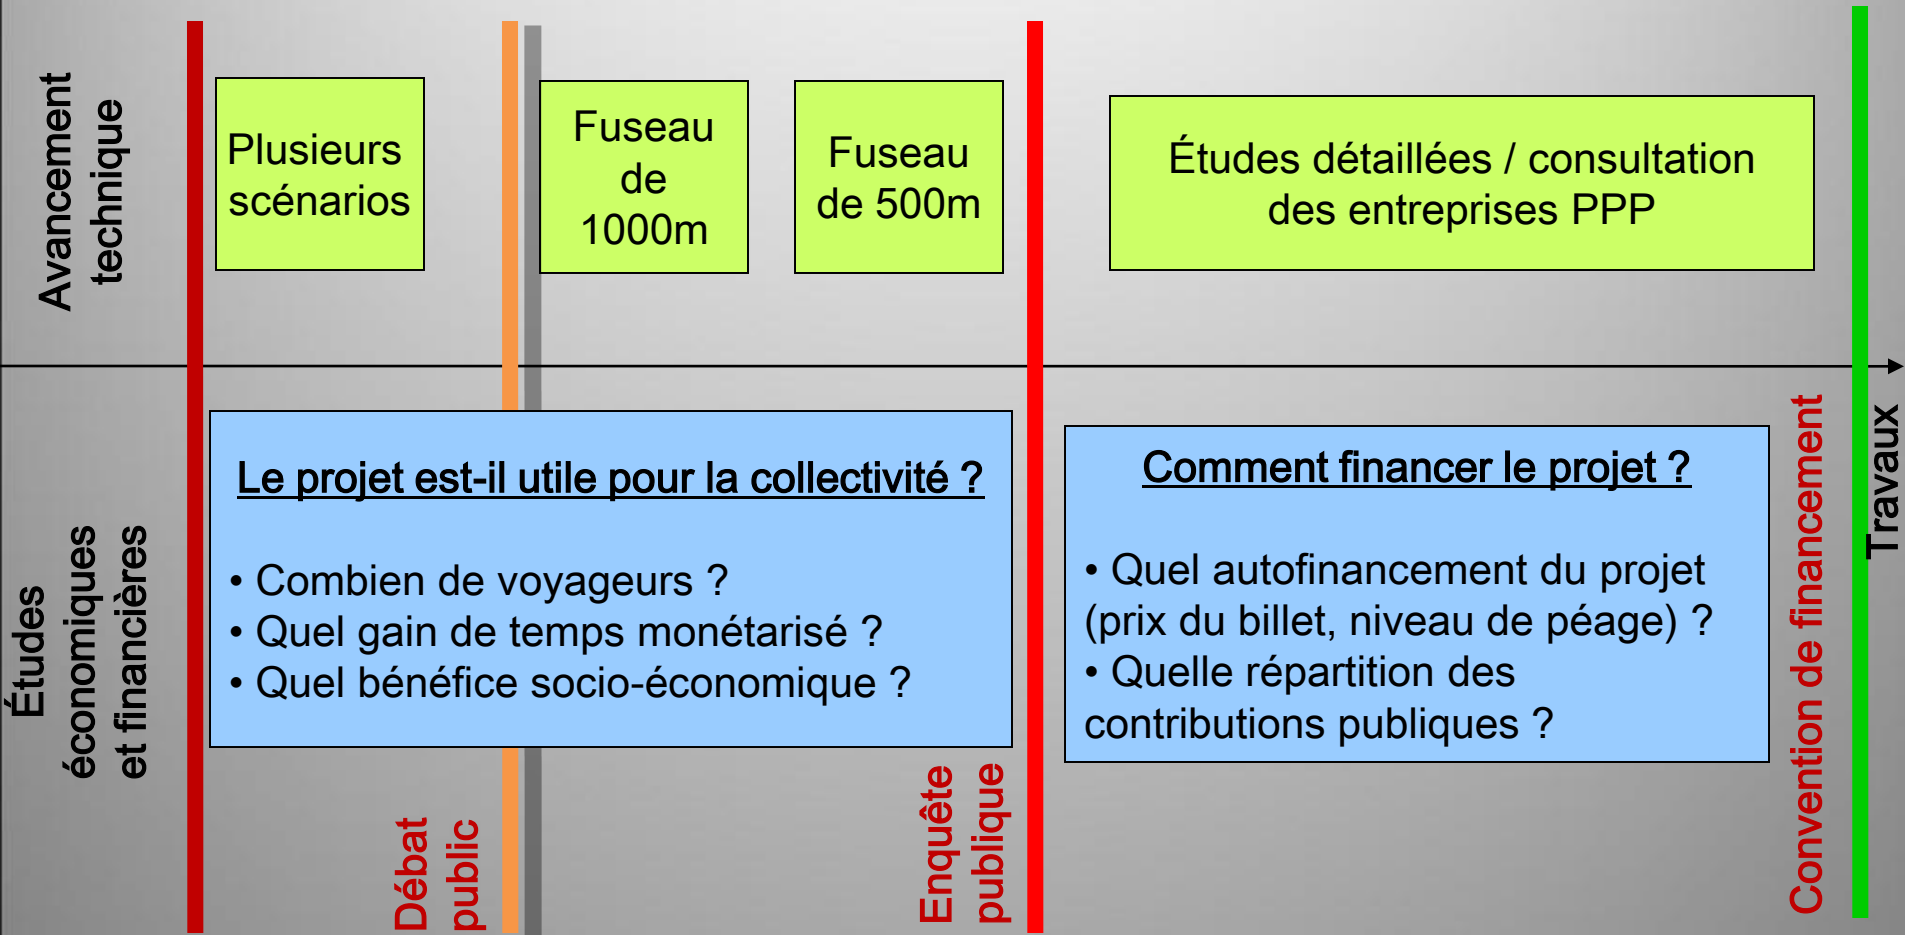 Avancement
technique
Plusieurs
scénarios
Fuseau
de
1000m
Fuseau
de 500m
Études détaillées / consultation
des entreprises PPP
Études
économiques
et financières
Le projet est-il utile pour la collectivité ?
• Combien de voyageurs ?
• Quel gain de temps monétarisé ?
• Quel bénéfice socio-économique ?
Comment financer le projet ?
• Quel autofinancement du projet
(prix du billet, niveau de péage) ?
• Quelle répartition des
contributions publiques ?
Débat
public
Enquête
publique
Convention de financement
Travaux